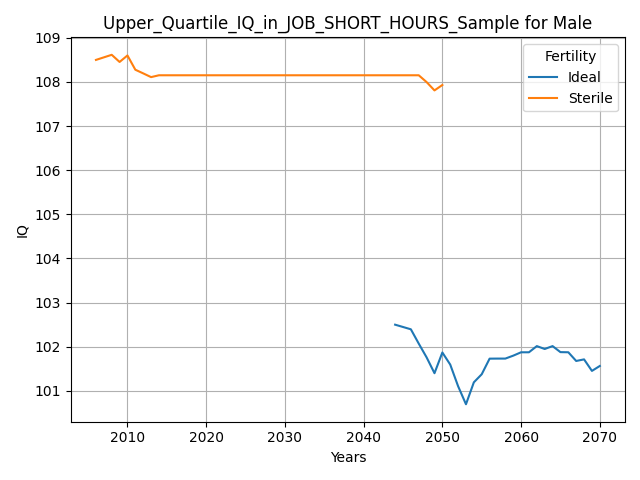 Upper_Quartile_IQ_in_JOB_SHORT_HOURS_Sample for Male
Fertility
Ideal
Sterile
109
108
107
106
105
104
103
102
101
IQ
2010 2020 2030 2040 2050 2060 2070
Years